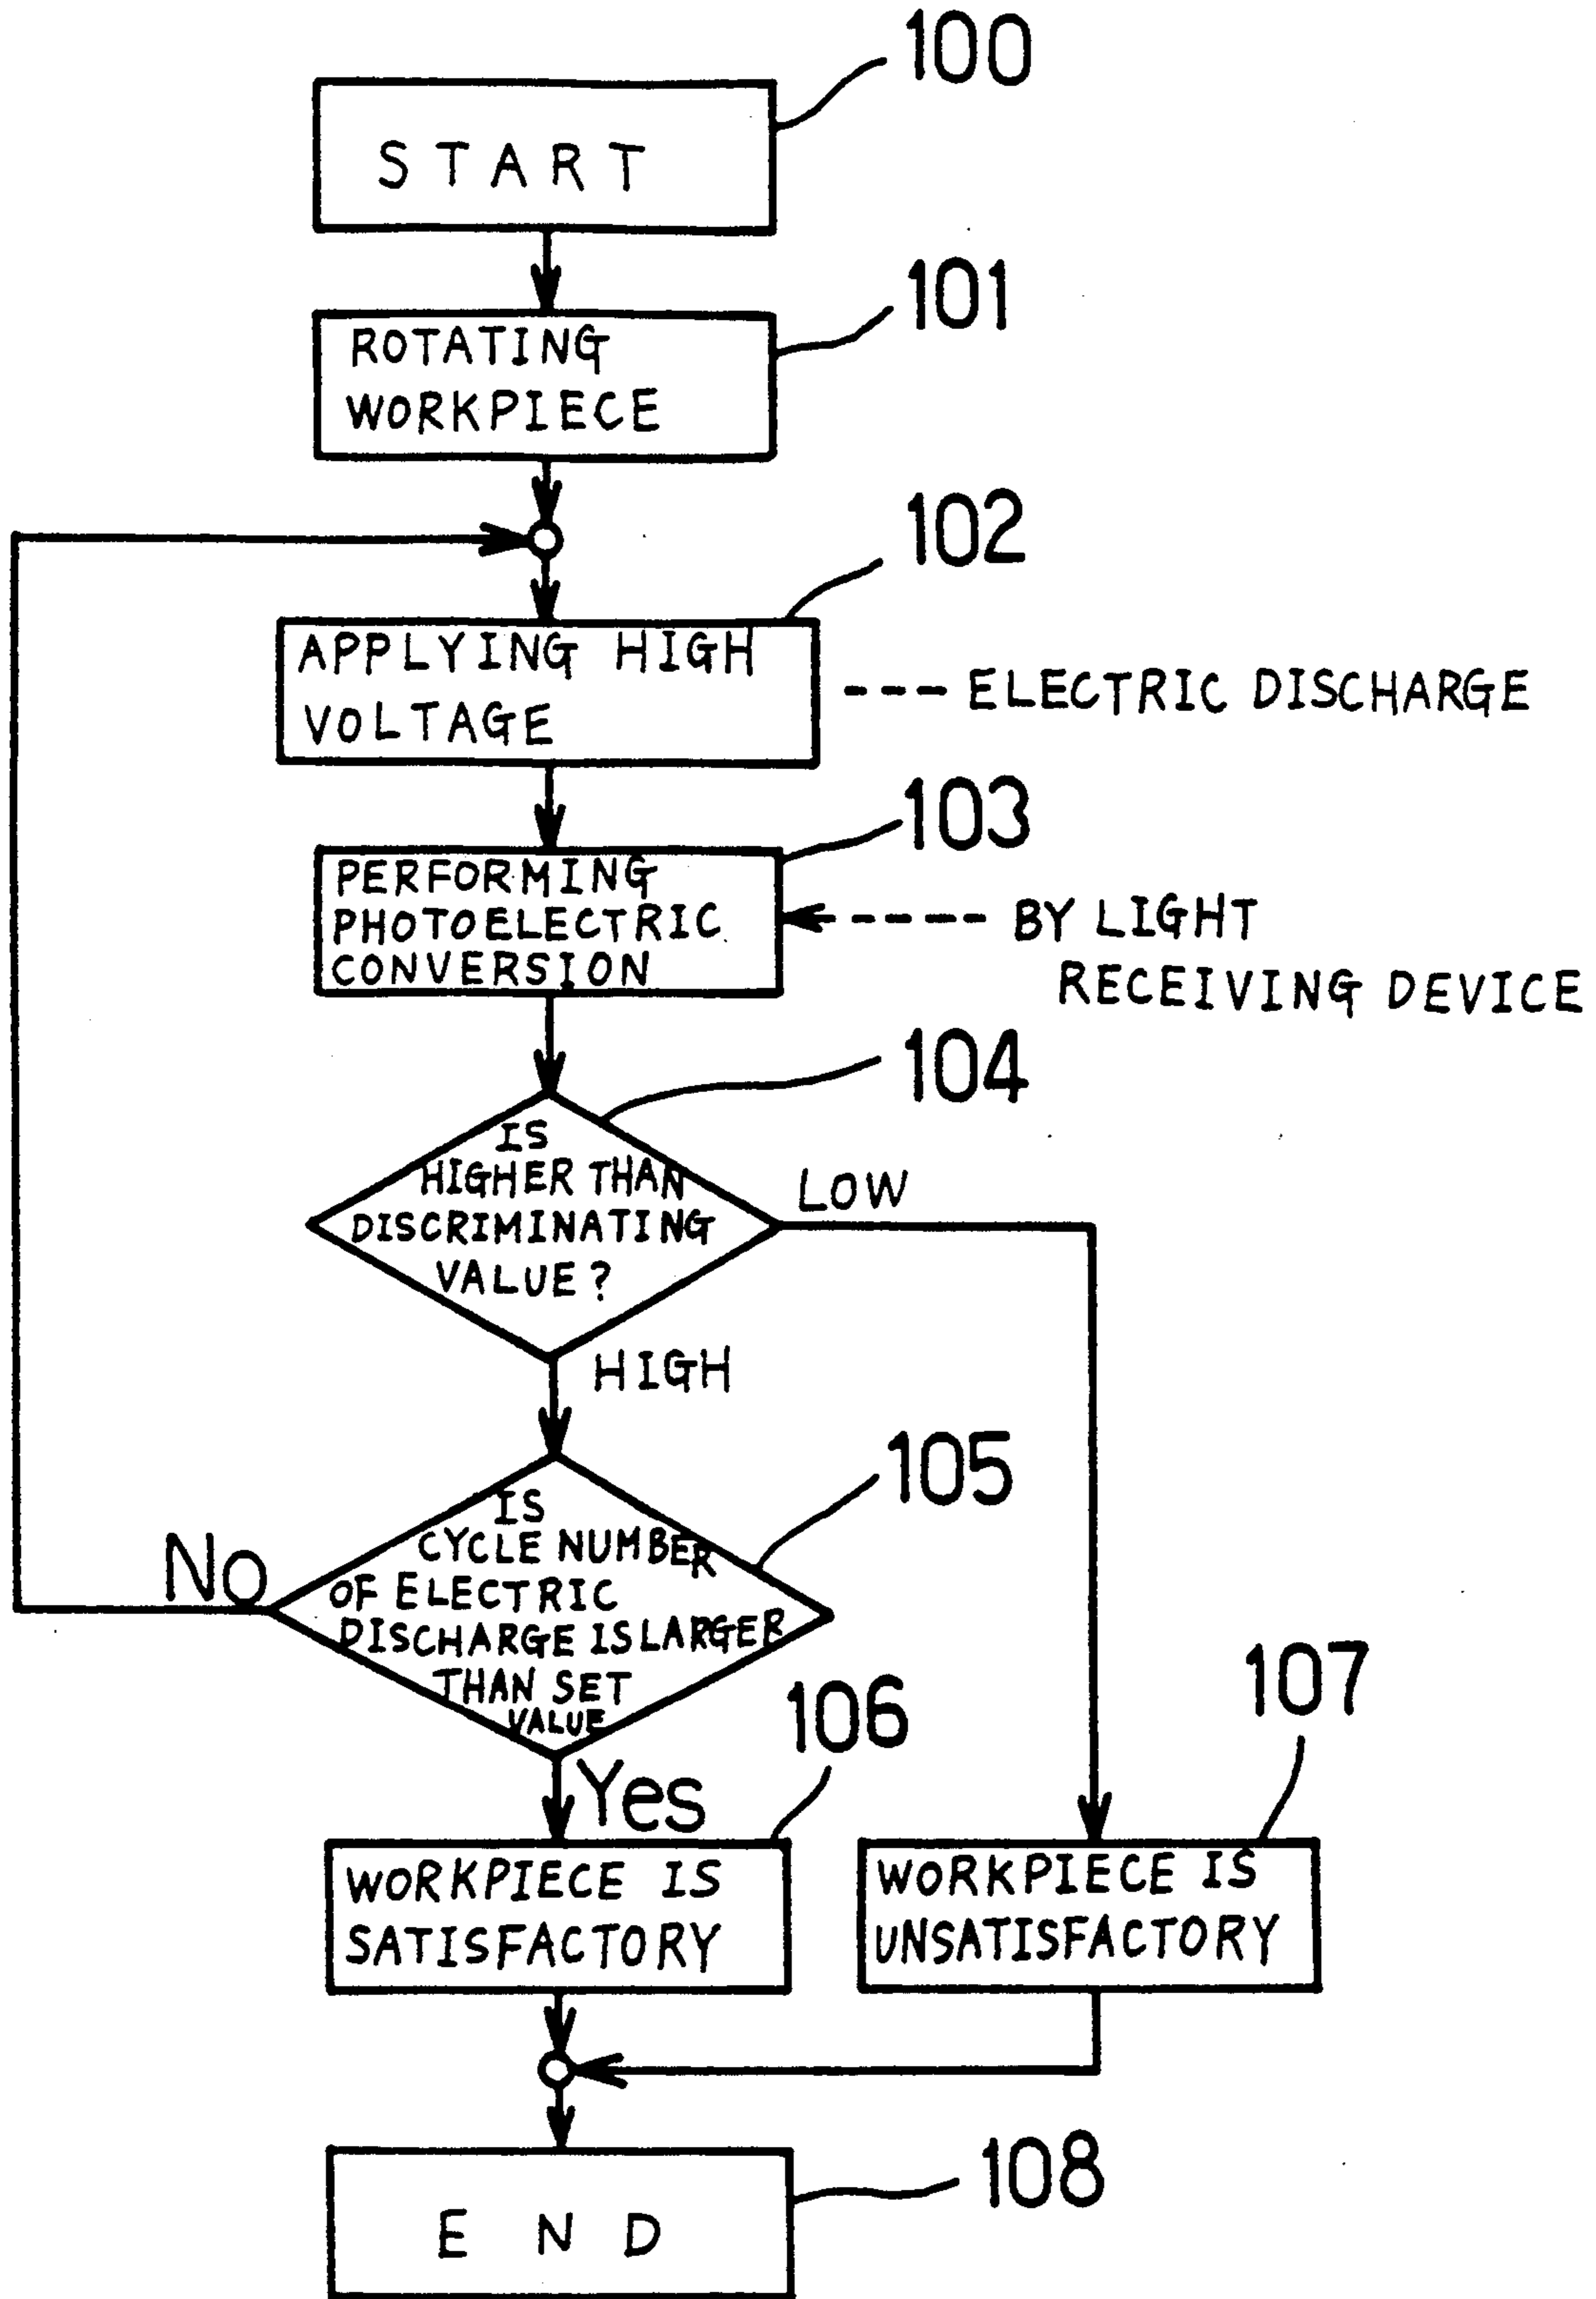 100
START
101
ROTATING
WORKPIECE
102
APPLYING HIGH
VOLTAGE
--- ELECTRIC DISCHARGE
103
PERFORMING
PHOTOELECTRIC
CONVERSION
BY LIGHT
RECEIVING DEVICE
104
IS
HIGHER THAN
DISCRIMINATING
VALUE?
LOW
HIGH
105
IS
CYCLE NUMBER
OF ELECTRIC
DISCHARGE IS LARGER
THAN SET
VALUE
No
Yes
106
WORKPIECE IS
SATISFACTORY
107
WORKPIECE IS
UNSATISFACTORY
108
END